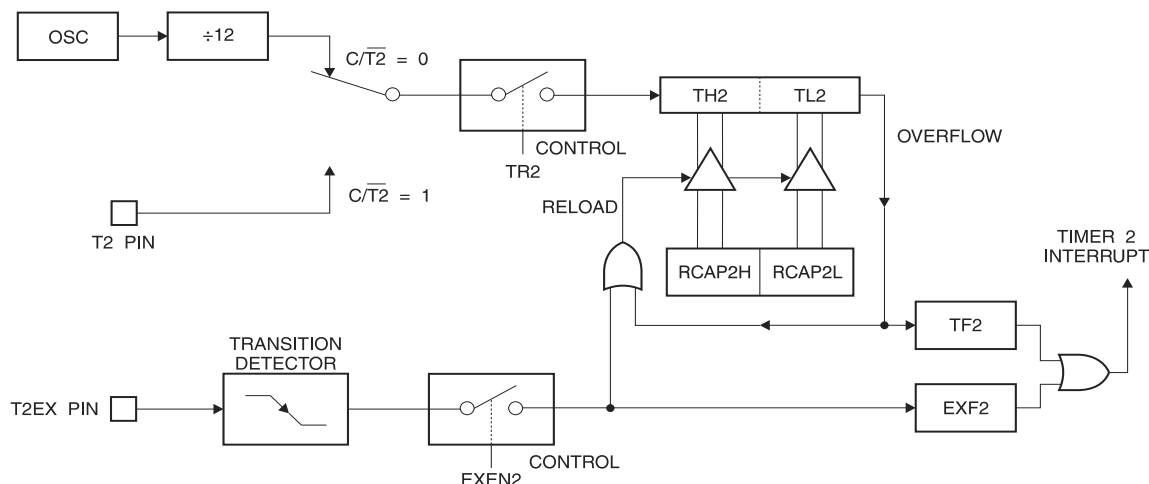 OSC
÷12
C/T2̅ = 0
TH2
TL2
OVERFLOW
CONTROL
TR2
C/T2̅ = 1
RELOAD
T2 PIN
RCAP2H
RCAP2L
TIMER 2
INTERRUPT
TF2
TRANSITION
DETECTOR
T2EX PIN
EXF2
CONTROL
EXEN2